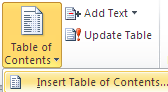 Add Text
Update Table
Table of
Contents
Insert Table of Contents...